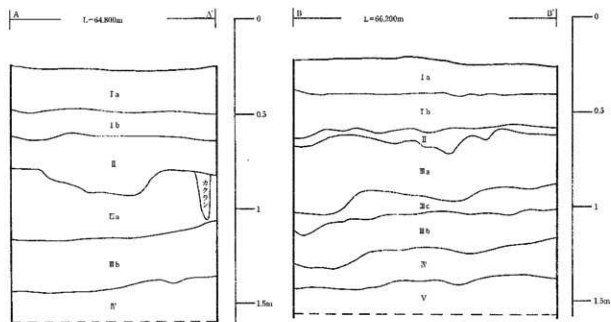 A L=64.800m A'
0
Ia
0.5
Ib
II
カクラン
IIIa
1
IIIb
IV
1.5m
B L=66.200m B'
0
Ia
0.5
Ib
II
IIIa
1
IIIc
IIIb
IV
V
1.5m